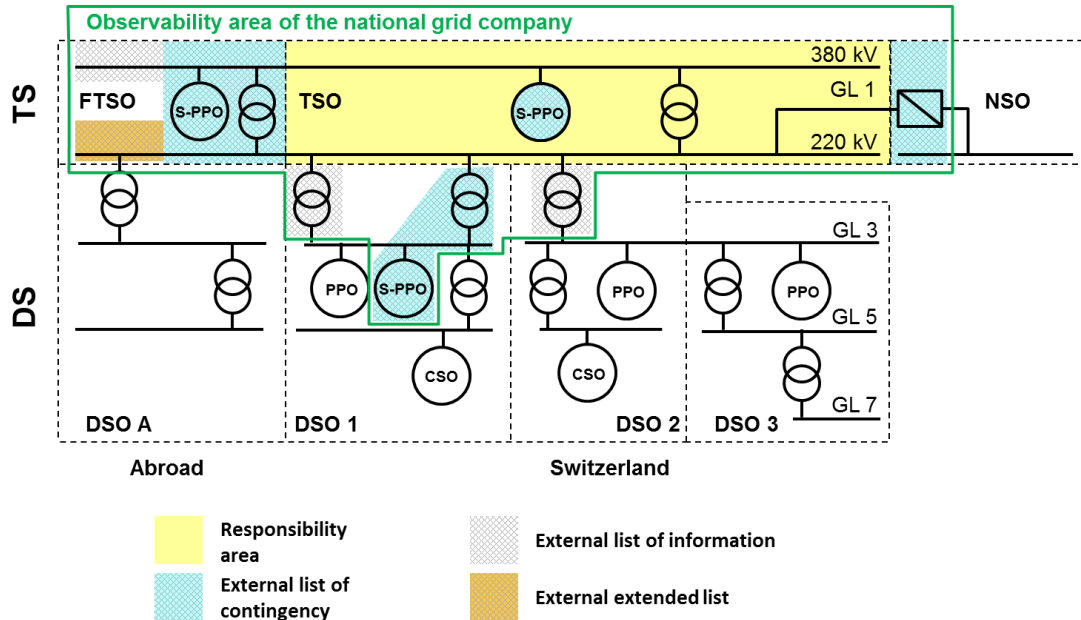 Observability area of the national grid company
TS
380 kV
FTSO
S-PPO
TSO
S-PPO
GL 1
NSO
220 kV
DS
GL 3
PPO
S-PPO
PPO
PPO
GL 5
CSO
CSO
GL 7
DSO A
DSO 1
DSO 2
DSO 3
Abroad
Switzerland
Responsibility
area
External list of information
External list of
contingency
External extended list